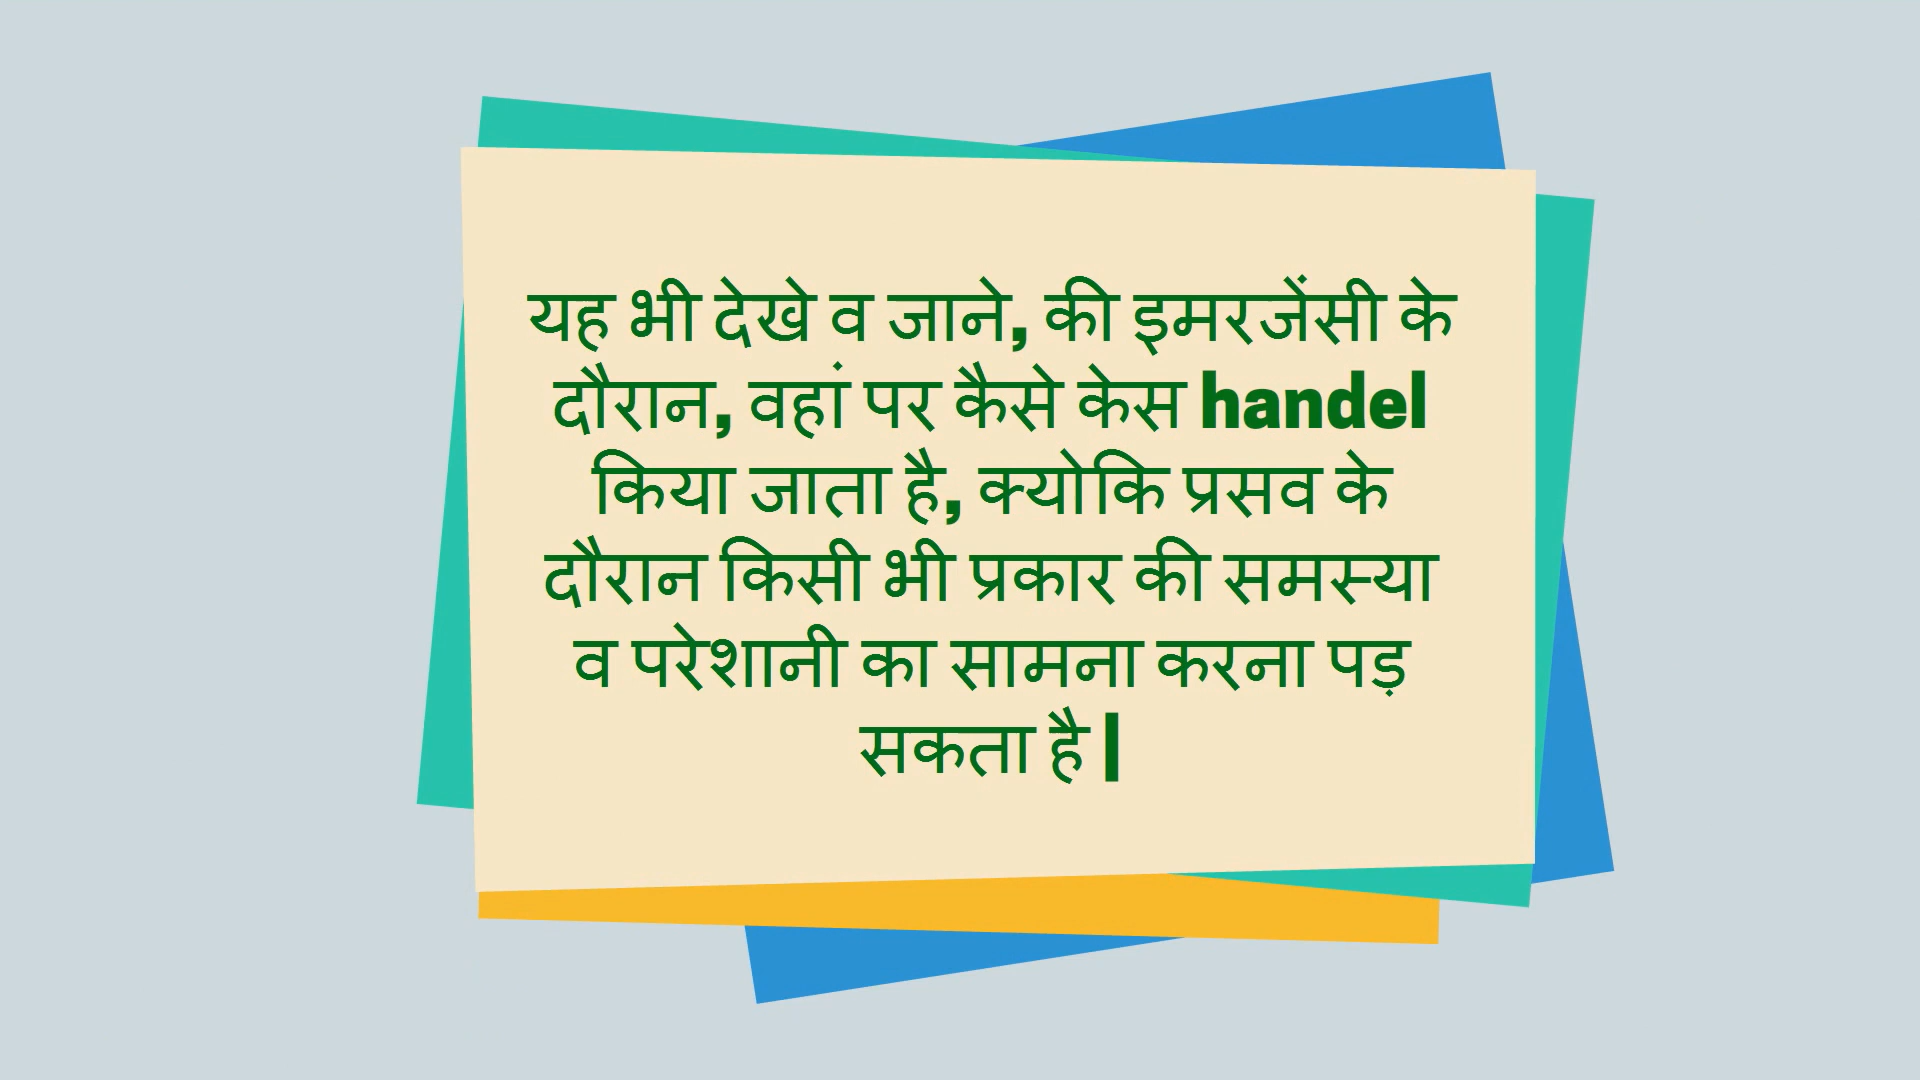 यह भी देखे व जाने, की इमरजेंसी के
दौरान, वहां पर कैसे केस handel
किया जाता है, क्योकि प्रसव के
दौरान किसी भी प्रकार की समस्या
व परेशानी का सामना करना पड़
सकता है |